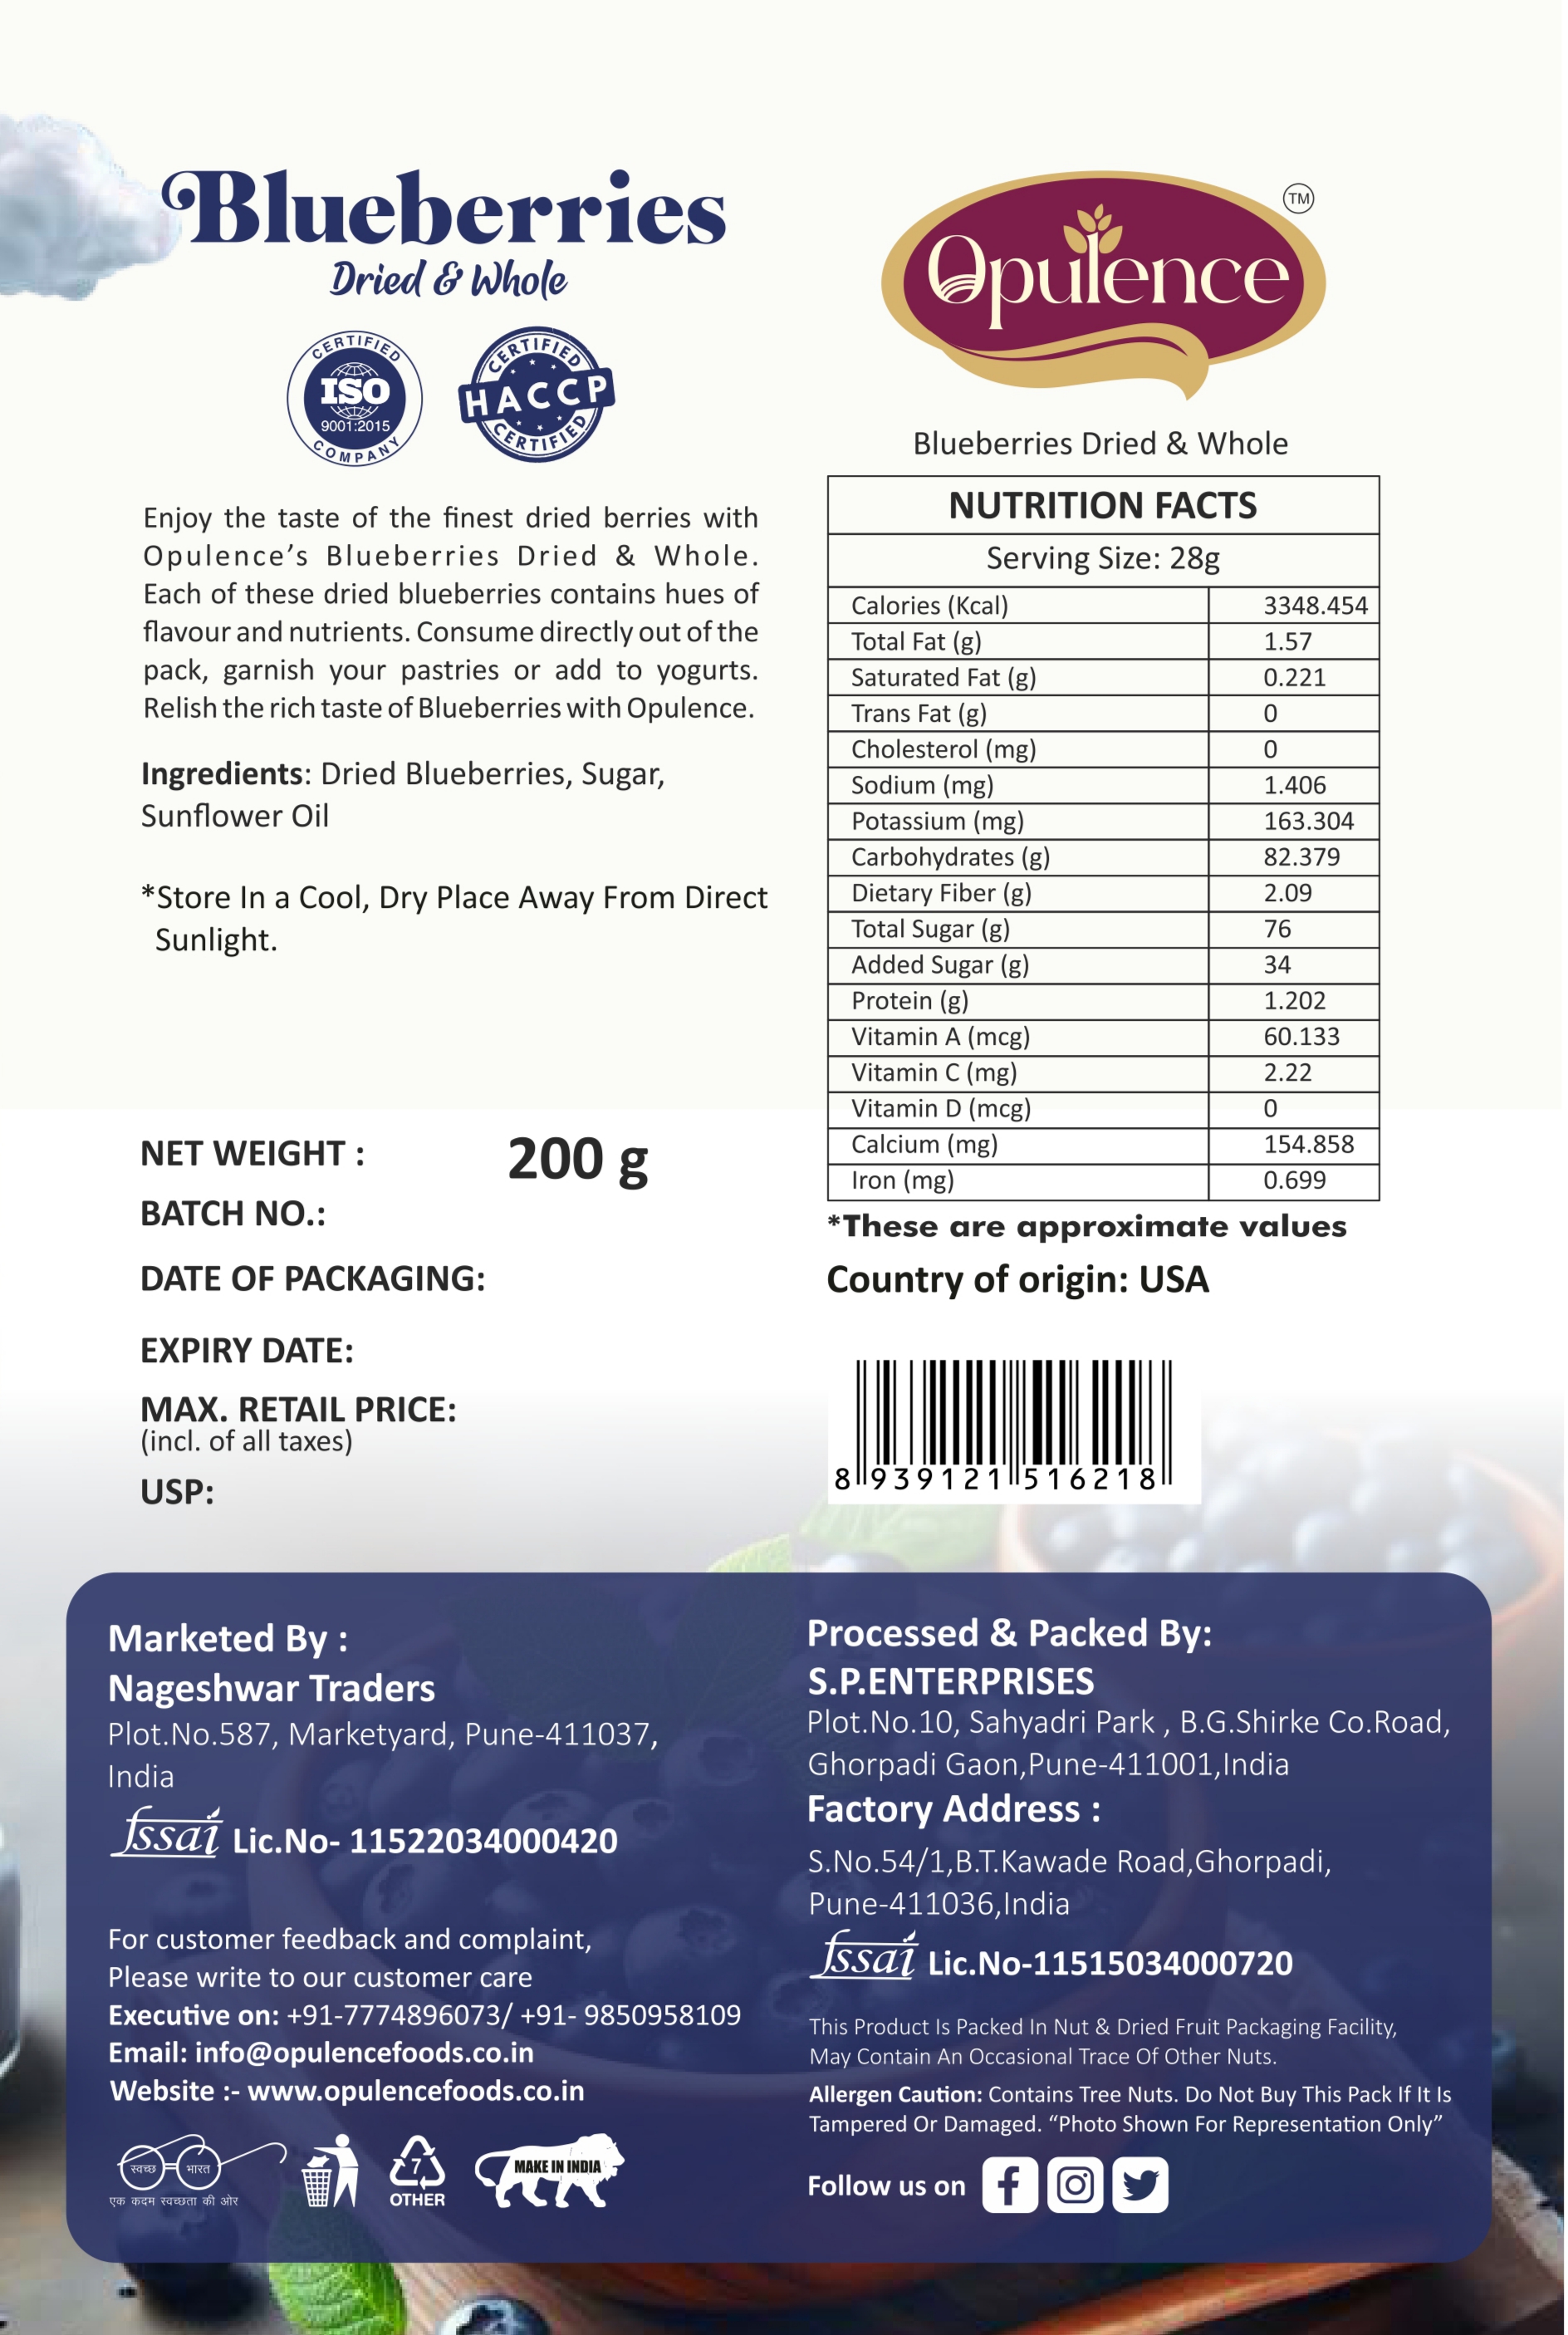 Blueberries
Dried & Whole
CERTIFIED
ISO
9001:2015
COMPANY
CERTIFIED
HACCP
CERTIFIED
Enjoy the taste of the finest dried berries with
Opulence’s Blueberries Dried & Whole.
Each of these dried blueberries contains hues of
flavour and nutrients. Consume directly out of the
pack, garnish your pastries or add to yogurts.
Relish the rich taste of Blueberries with Opulence.
Ingredients: Dried Blueberries, Sugar,
Sunflower Oil
*Store In a Cool, Dry Place Away From Direct
Sunlight.
NET WEIGHT : 200 g
BATCH NO.:
DATE OF PACKAGING:
EXPIRY DATE:
MAX. RETAIL PRICE:
(incl. of all taxes)
USP:
Opulence
TM
Blueberries Dried & Whole
NUTRITION FACTS
Serving Size: 28g
Calories (Kcal) 3348.454
Total Fat (g) 1.57
Saturated Fat (g) 0.221
Trans Fat (g) 0
Cholesterol (mg) 0
Sodium (mg) 1.406
Potassium (mg) 163.304
Carbohydrates (g) 82.379
Dietary Fiber (g) 2.09
Total Sugar (g) 76
Added Sugar (g) 34
Protein (g) 1.202
Vitamin A (mcg) 60.133
Vitamin C (mg) 2.22
Vitamin D (mcg) 0
Calcium (mg) 154.858
Iron (mg) 0.699
*These are approximate values
Country of origin: USA
8 939121 516218
Marketed By :
Nageshwar Traders
Plot.No.587, Marketyard, Pune-411037,
India
fssai Lic.No- 11522034000420
For customer feedback and complaint,
Please write to our customer care
Executive on: +91-7774896073/ +91- 9850958109
Email: info@opulencefoods.co.in
Website :- www.opulencefoods.co.in
स्वच्छ भारत
एक कदम स्वच्छता की ओर
7
OTHER
MAKE IN INDIA
Processed & Packed By:
S.P.ENTERPRISES
Plot.No.10, Sahyadri Park , B.G.Shirke Co.Road,
Ghorpadi Gaon,Pune-411001,India
Factory Address :
S.No.54/1,B.T.Kawade Road,Ghorpadi,
Pune-411036,India
fssai Lic.No-11515034000720
This Product Is Packed In Nut & Dried Fruit Packaging Facility,
May Contain An Occasional Trace Of Other Nuts.
Allergen Caution: Contains Tree Nuts. Do Not Buy This Pack If It Is
Tampered Or Damaged. “Photo Shown For Representation Only”
Follow us on